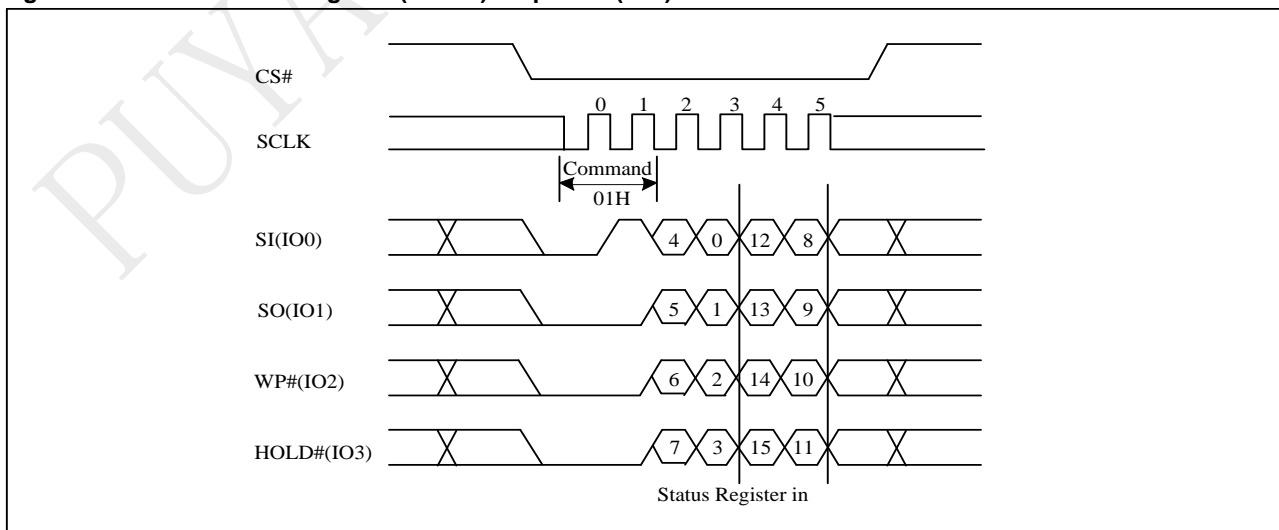 PUYA
CS#
0 1 2 3 4 5
SCLK
Command
01H
SI(IO0)
4 0 12 8
SO(IO1)
5 1 13 9
WP#(IO2)
6 2 14 10
HOLD#(IO3)
7 3 15 11
Status Register in